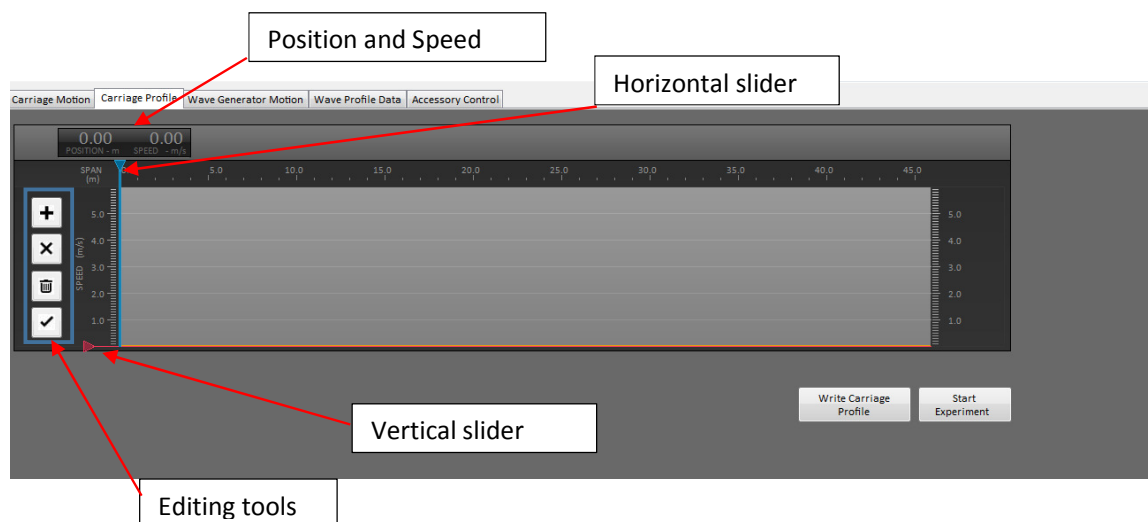 Position and Speed
Horizontal slider
Carriage Motion Carriage Profile Wave Generator Motion Wave Profile Data Accessory Control
0.00 0.00
POSITION - m SPEED - m/s
SPAN (m) 0 5.0 10.0 15.0 20.0 25.0 30.0 35.0 40.0 45.0
SPEED (m/s)
5.0 5.0
4.0 4.0
3.0 3.0
2.0 2.0
1.0 1.0
Write Carriage Profile
Start Experiment
Vertical slider
Editing tools